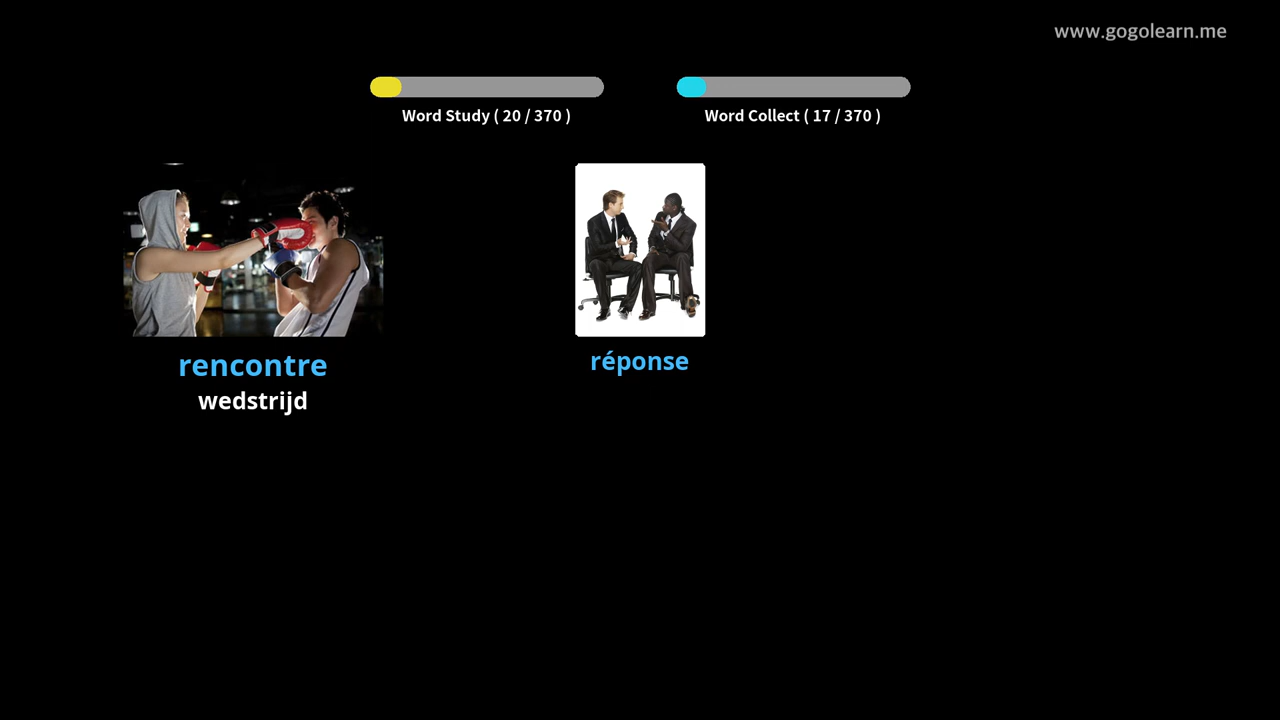 www.gogolearn.me
Word Study ( 20 / 370 )
Word Collect ( 17 / 370 )
rencontre
wedstrijd
réponse